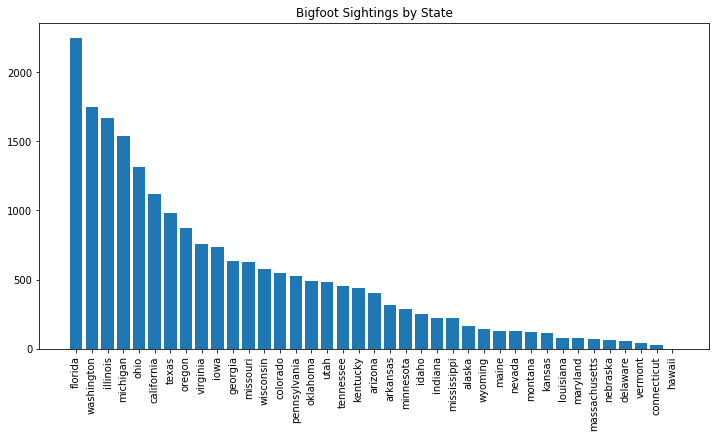 Bigfoot Sightings by State
2000
1500
1000
500
0
florida
washington
illinois
michigan
ohio
california
texas
oregon
virginia
iowa
georgia
missouri
wisconsin
colorado
pennsylvania
oklahoma
utah
tennessee
kentucky
arizona
arkansas
minnesota
idaho
indiana
mississippi
alaska
wyoming
maine
nevada
montana
kansas
louisiana
maryland
massachusetts
nebraska
delaware
vermont
connecticut
hawaii